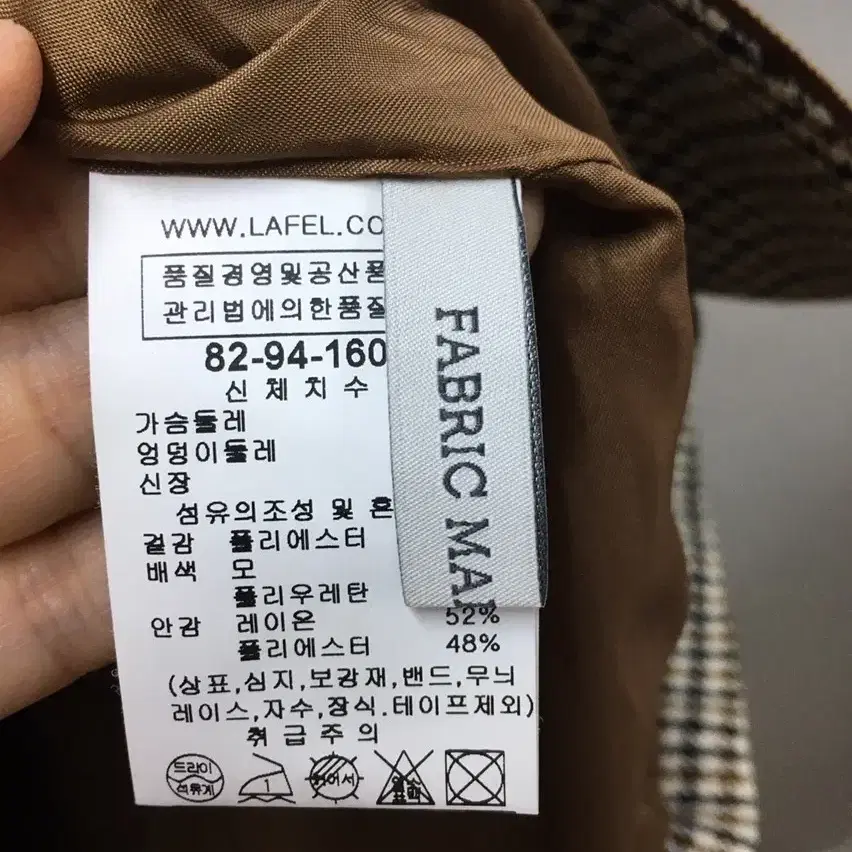 WWW.LAFEL.CO
품질경영및공산품
관리법에의한품질
82-94-160
신체치수
가슴둘레
엉덩이둘레
신장
섬유의조성 및 혼
겉감 폴리에스터
배색 모
폴리우레탄
안감 레이온 52%
폴리에스터 48%
(상표,심지,보강재,밴드,무늬
레이스,자수,장식.테이프제외)
취급주의
드라이
석유계
1
FABRIC MA